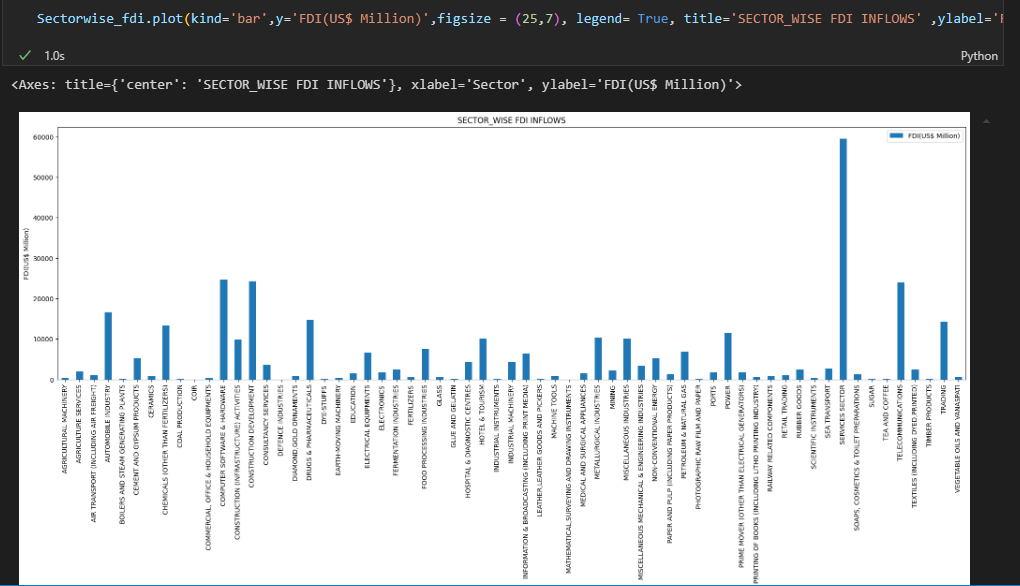 Sectorwise_fdi.plot(kind='bar',y='FDI(US$ Million)',figsize = (25,7), legend= True, title='SECTOR_WISE FDI INFLOWS' ,ylabel='F
1.0s
Python
<Axes: title={'center': 'SECTOR_WISE FDI INFLOWS'}, xlabel='Sector', ylabel='FDI(US$ Million)'>
SECTOR_WISE FDI INFLOWS
FDI(US$ Million)
FDI(US$ Million)
60000
50000
40000
30000
20000
10000
0
AGRICULTURAL MACHINERY
AGRICULTURE SERVICES
AIR TRANSPORT (INCLUDING AIR FREIGHT)
AUTOMOBILE INDUSTRY
BOILERS AND STEAM GENERATING PLANTS
CEMENT AND GYPSUM PRODUCTS
CERAMICS
CHEMICALS (OTHER THAN FERTILIZERS)
COAL PRODUCTION
COIR
COMMERCIAL, OFFICE & HOUSEHOLD EQUIPMENTS
COMPUTER SOFTWARE & HARDWARE
CONSTRUCTION (INFRASTRUCTURE) ACTIVITIES
CONSTRUCTION DEVELOPMENT
CONSULTANCY SERVICES
DEFENCE INDUSTRIES
DIAMOND,GOLD ORNAMENTS
DRUGS & PHARMACEUTICALS
DYE-STUFFS
EARTH-MOVING MACHINERY
EDUCATION
ELECTRICAL EQUIPMENTS
ELECTRONICS
FERMENTATION INDUSTRIES
FERTILIZERS
FOOD PROCESSING INDUSTRIES
GLASS
GLUE AND GELATIN
HOSPITAL & DIAGNOSTIC CENTRES
HOTEL & TOURISM
INDUSTRIAL INSTRUMENTS
INDUSTRIAL MACHINERY
INFORMATION & BROADCASTING (INCLUDING PRINT MEDIA)
LEATHER,LEATHER GOODS AND PICKERS
MACHINE TOOLS
MATHEMATICAL,SURVEYING AND DRAWING INSTRUMENTS
MEDICAL AND SURGICAL APPLIANCES
METALLURGICAL INDUSTRIES
MINING
MISCELLANEOUS INDUSTRIES
MISCELLANEOUS MECHANICAL & ENGINEERING INDUSTRIES
NON-CONVENTIONAL ENERGY
PAPER AND PULP (INCLUDING PAPER PRODUCTS)
PETROLEUM & NATURAL GAS
PHOTOGRAPHIC RAW FILM AND PAPER
PORTS
POWER
PRIME MOVER (OTHER THAN ELECTRICAL GENERATORS)
PRINTING OF BOOKS (INCLUDING LITHO PRINTING INDUSTRY)
RAILWAY RELATED COMPONENTS
RETAIL TRADING
RUBBER GOODS
SCIENTIFIC INSTRUMENTS
SEA TRANSPORT
SERVICES SECTOR
SOAPS, COSMETICS & TOILET PREPARATIONS
SUGAR
TEA AND COFFEE
TELECOMMUNICATIONS
TEXTILES (INCLUDING DYED,PRINTED)
TIMBER PRODUCTS
TRADING
VEGETABLE OILS AND VANASPATI